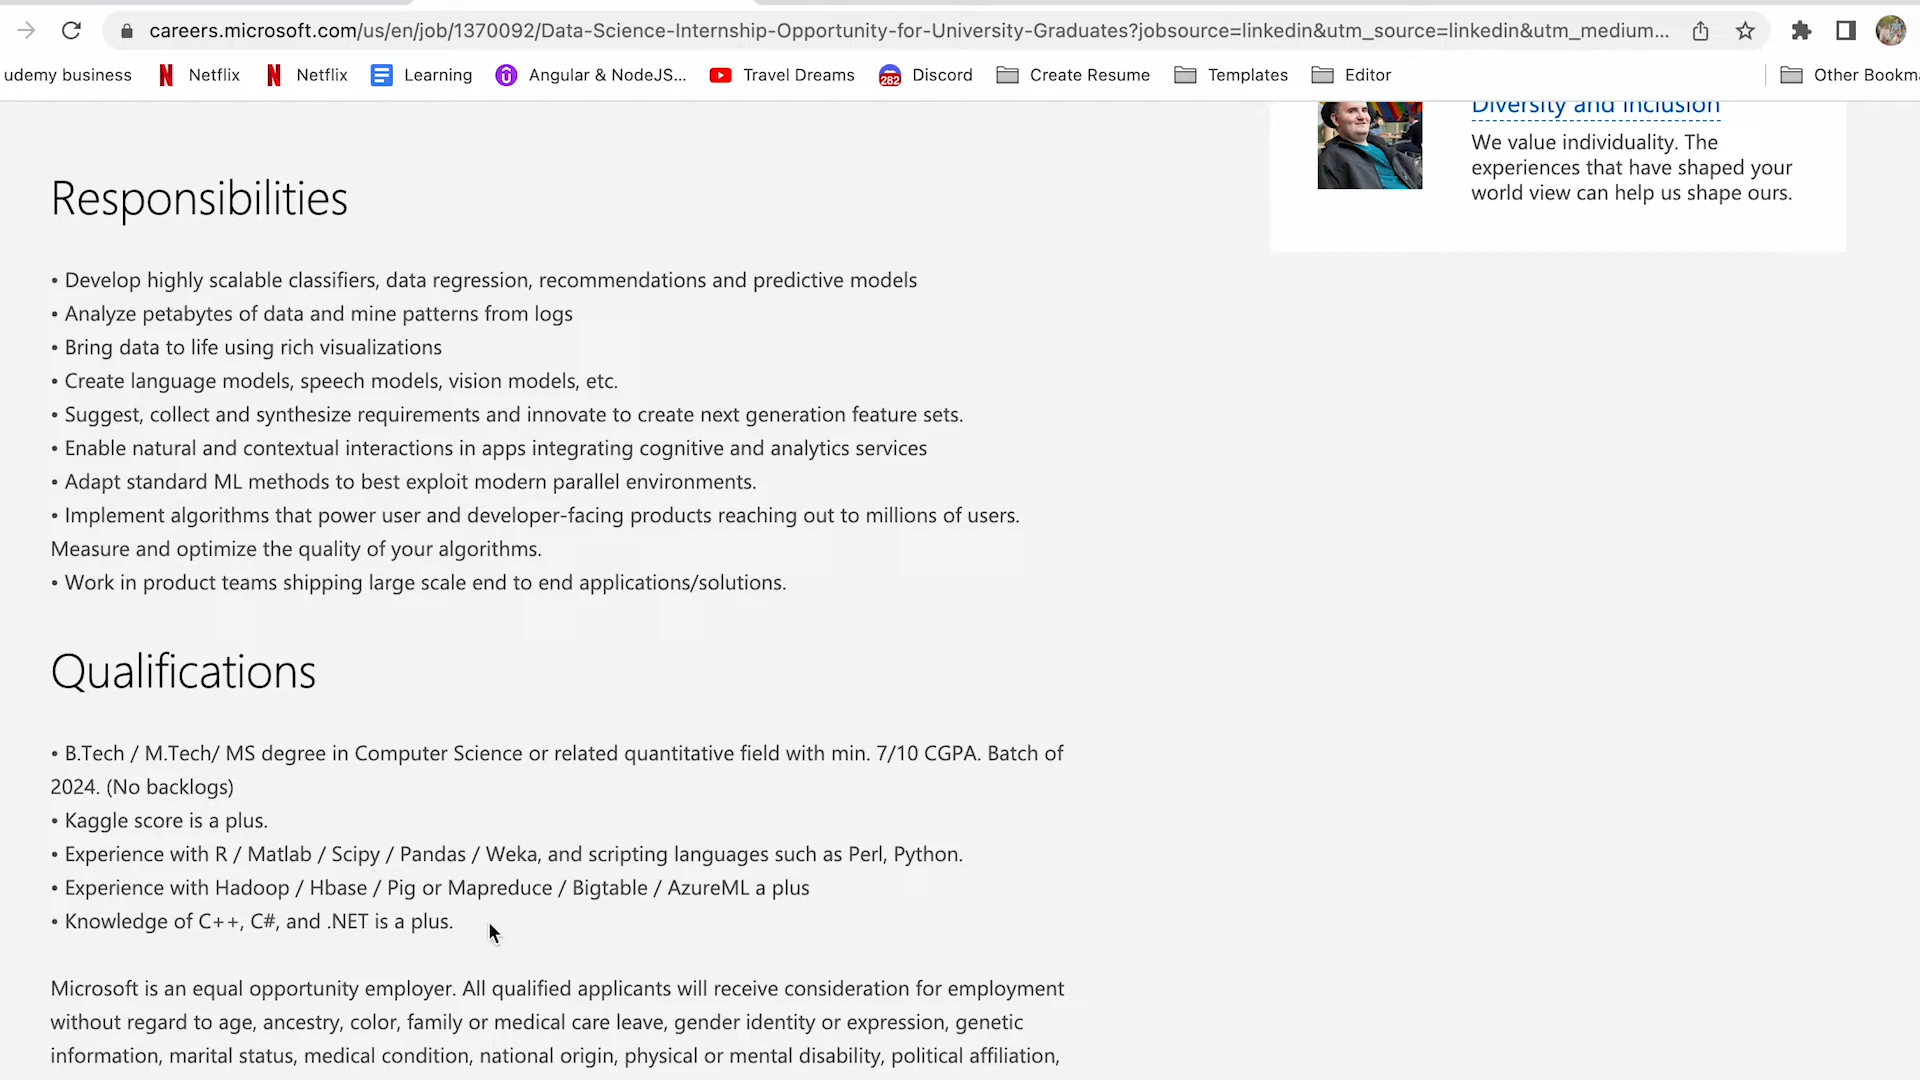 careers.microsoft.com/us/en/job/1370092/Data-Science-Internship-Opportunity-for-University-Graduates?jobsource=linkedin&utm_source=linkedin&utm_medium...
udemy business Netflix Netflix Learning Angular & NodeJS... Travel Dreams 282 Discord Create Resume Templates Editor Other Bookma
Diversity and inclusion
We value individuality. The
experiences that have shaped your
world view can help us shape ours.
Responsibilities
• Develop highly scalable classifiers, data regression, recommendations and predictive models
• Analyze petabytes of data and mine patterns from logs
• Bring data to life using rich visualizations
• Create language models, speech models, vision models, etc.
• Suggest, collect and synthesize requirements and innovate to create next generation feature sets.
• Enable natural and contextual interactions in apps integrating cognitive and analytics services
• Adapt standard ML methods to best exploit modern parallel environments.
• Implement algorithms that power user and developer-facing products reaching out to millions of users.
Measure and optimize the quality of your algorithms.
• Work in product teams shipping large scale end to end applications/solutions.
Qualifications
• B.Tech / M.Tech/ MS degree in Computer Science or related quantitative field with min. 7/10 CGPA. Batch of
2024. (No backlogs)
• Kaggle score is a plus.
• Experience with R / Matlab / Scipy / Pandas / Weka, and scripting languages such as Perl, Python.
• Experience with Hadoop / Hbase / Pig or Mapreduce / Bigtable / AzureML a plus
• Knowledge of C++, C#, and .NET is a plus.
Microsoft is an equal opportunity employer. All qualified applicants will receive consideration for employment
without regard to age, ancestry, color, family or medical care leave, gender identity or expression, genetic
information, marital status, medical condition, national origin, physical or mental disability, political affiliation,